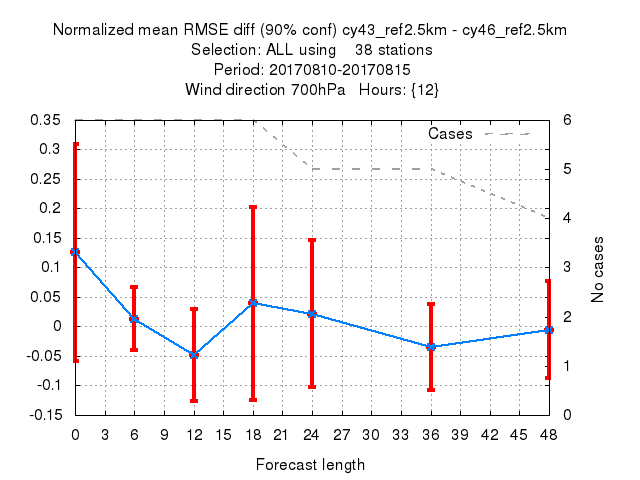 Normalized mean RMSE diff (90% conf) cy43_ref2.5km - cy46_ref2.5km
Selection: ALL using    38 stations
Period: 20170810-20170815
Wind direction 700hPa   Hours: {12}
Cases
0.35
0.3
0.25
0.2
0.15
0.1
0.05
0
-0.05
-0.1
-0.15
6
5
4
3
2
1
0
No cases
0 3 6 9 12 15 18 21 24 27 30 33 36 39 42 45 48
Forecast length